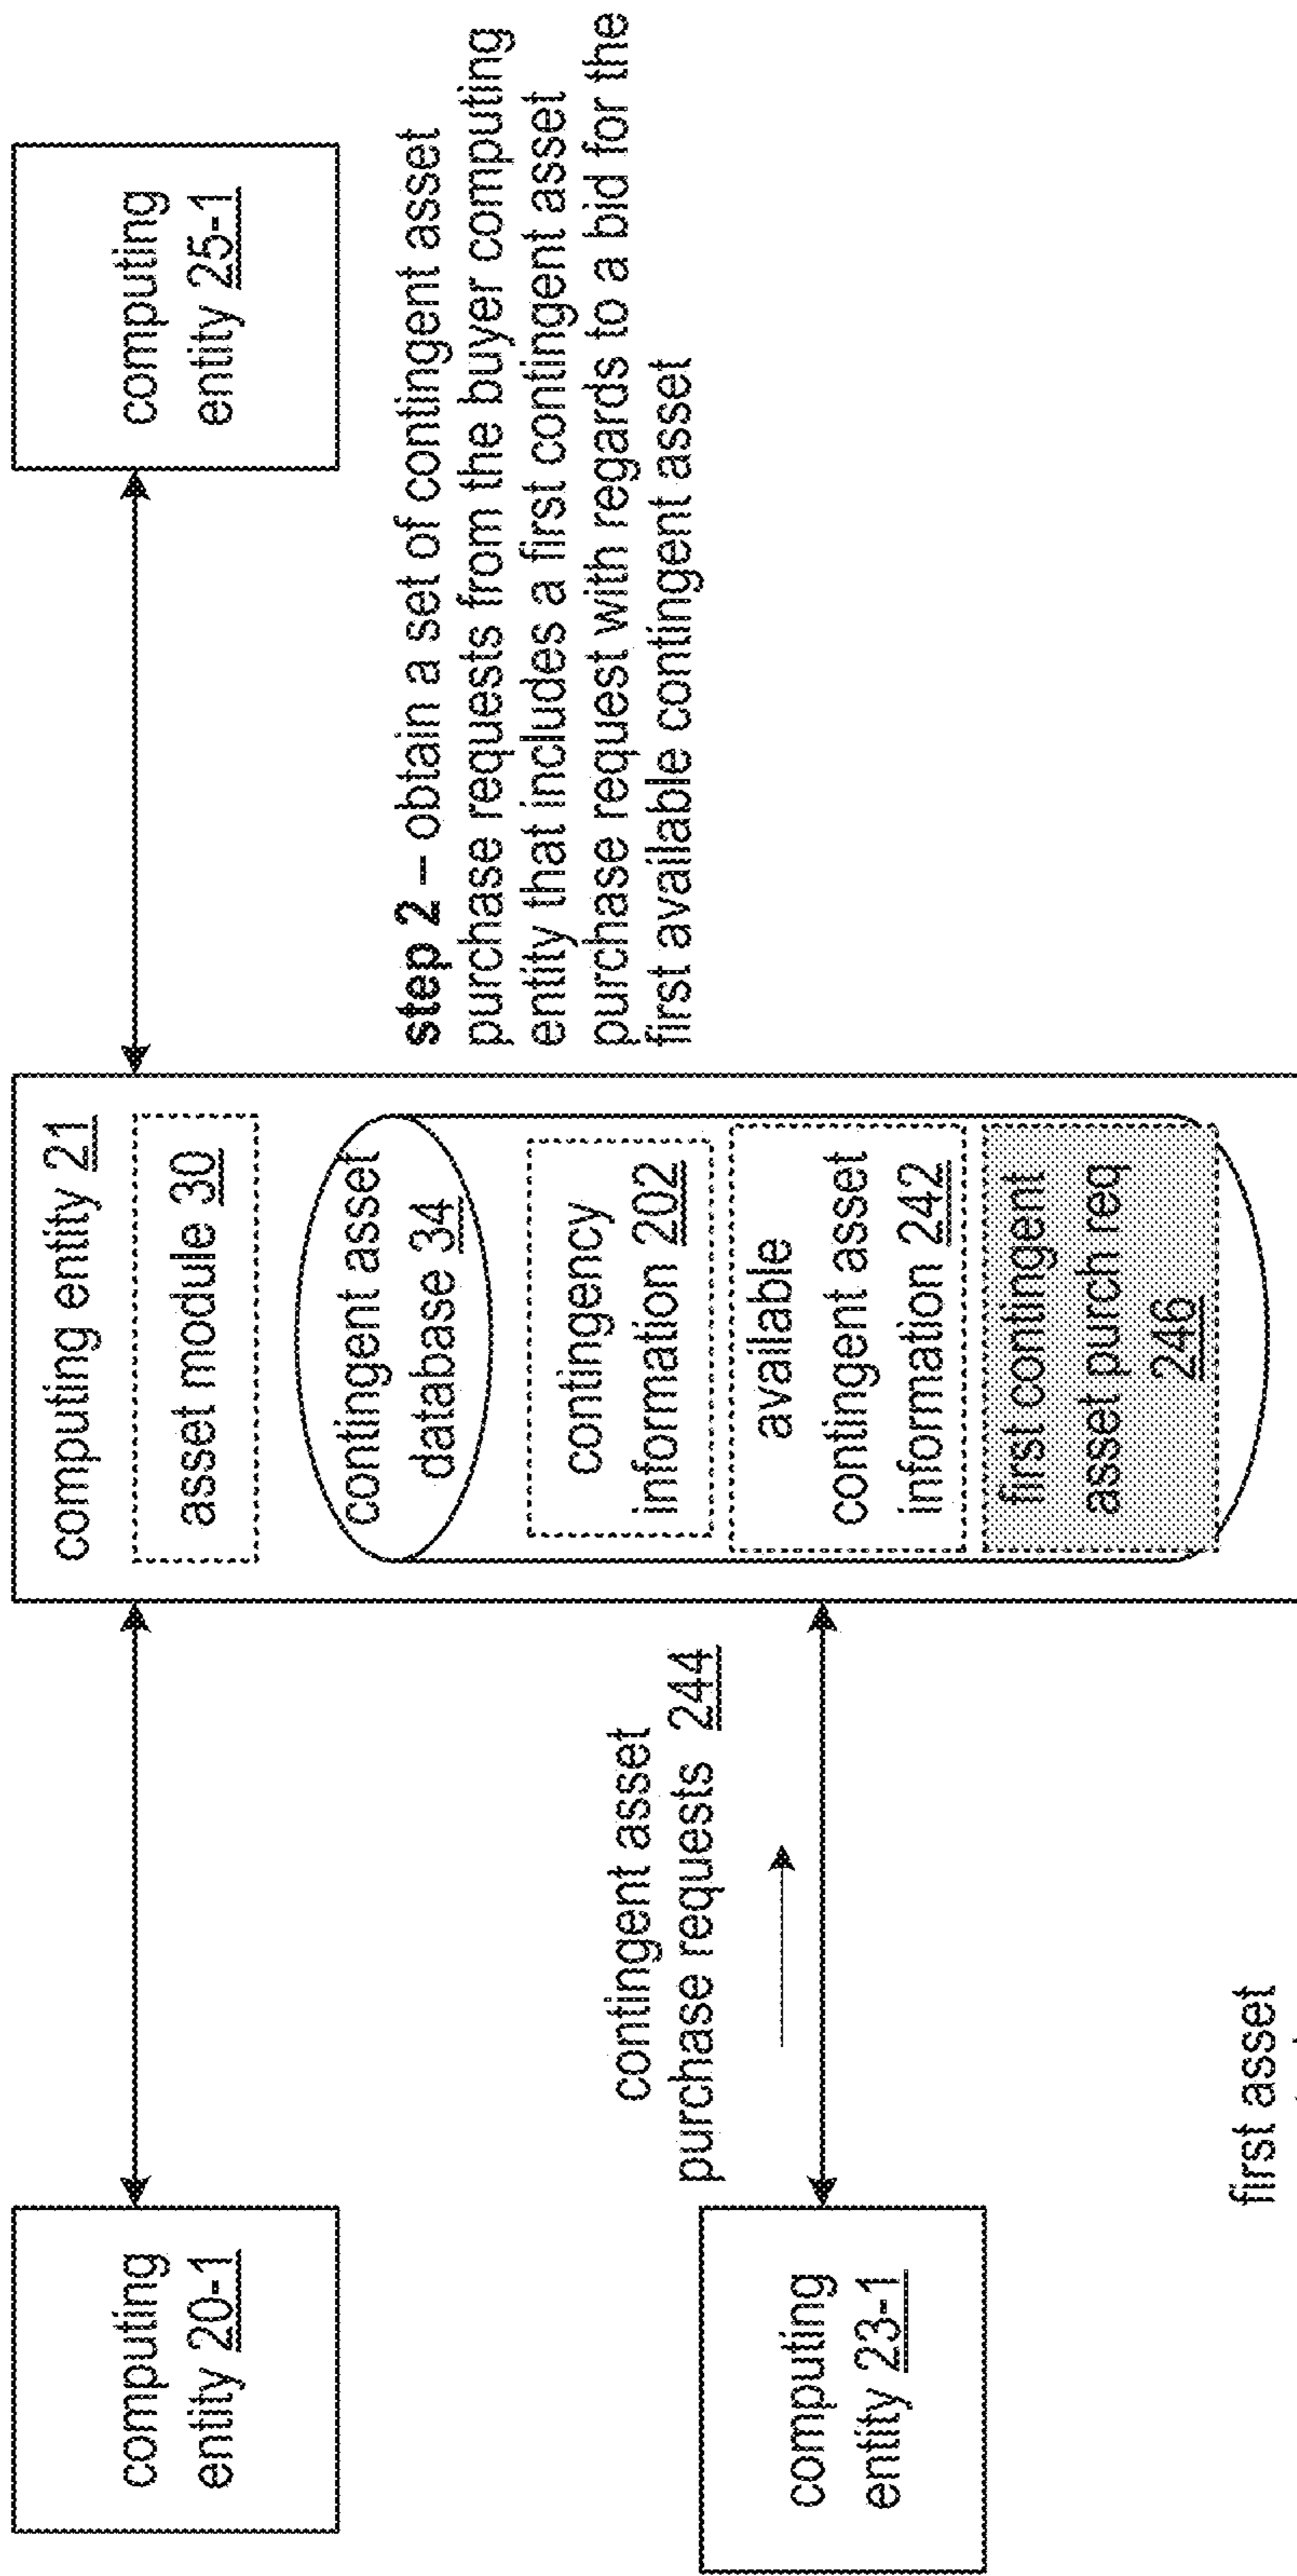 computing
entity 20-1
computing entity 21
asset module 30
contingent asset
database 34
contingency
information 202
available
contingent asset
information 242
first contingent
asset purch req
246
computing
entity 25-1
step 2 – obtain a set of contingent asset
purchase requests from the buyer computing
entity that includes a first contingent asset
purchase request with regards to a bid for the
first available contingent asset
contingent asset
purchase requests 244
computing
entity 23-1
first asset